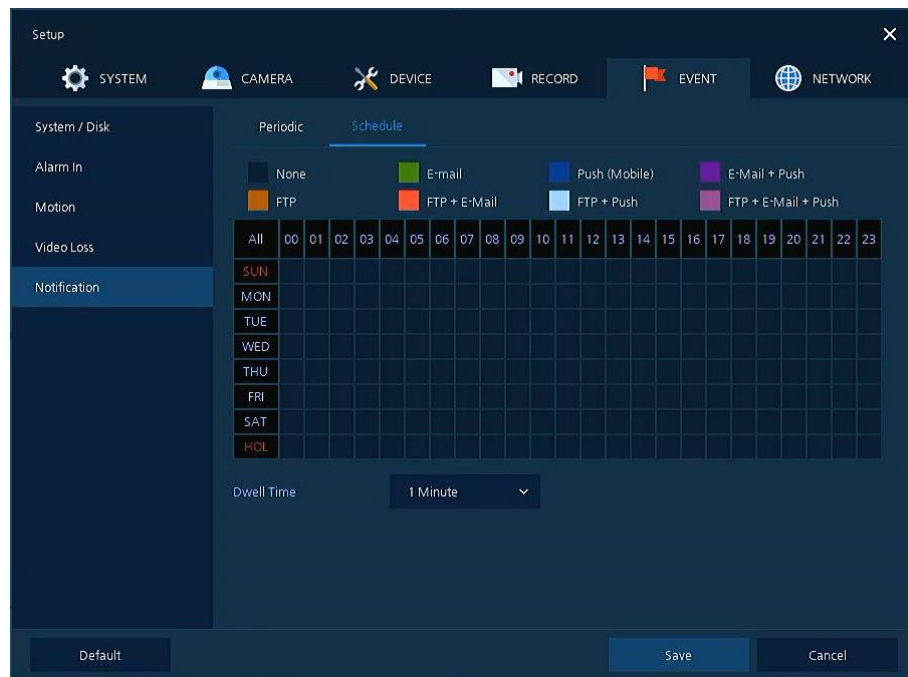 Setup
SYSTEM CAMERA DEVICE RECORD EVENT NETWORK
System / Disk
Alarm In
Motion
Video Loss
Notification
Periodic Schedule
None E-mail Push (Mobile) E-Mail + Push
FTP FTP + E-Mail FTP + Push FTP + E-Mail + Push
All 00 01 02 03 04 05 06 07 08 09 10 11 12 13 14 15 16 17 18 19 20 21 22 23
SUN
MON
TUE
WED
THU
FRI
SAT
HOL
Dwell Time 1 Minute
Default Save Cancel